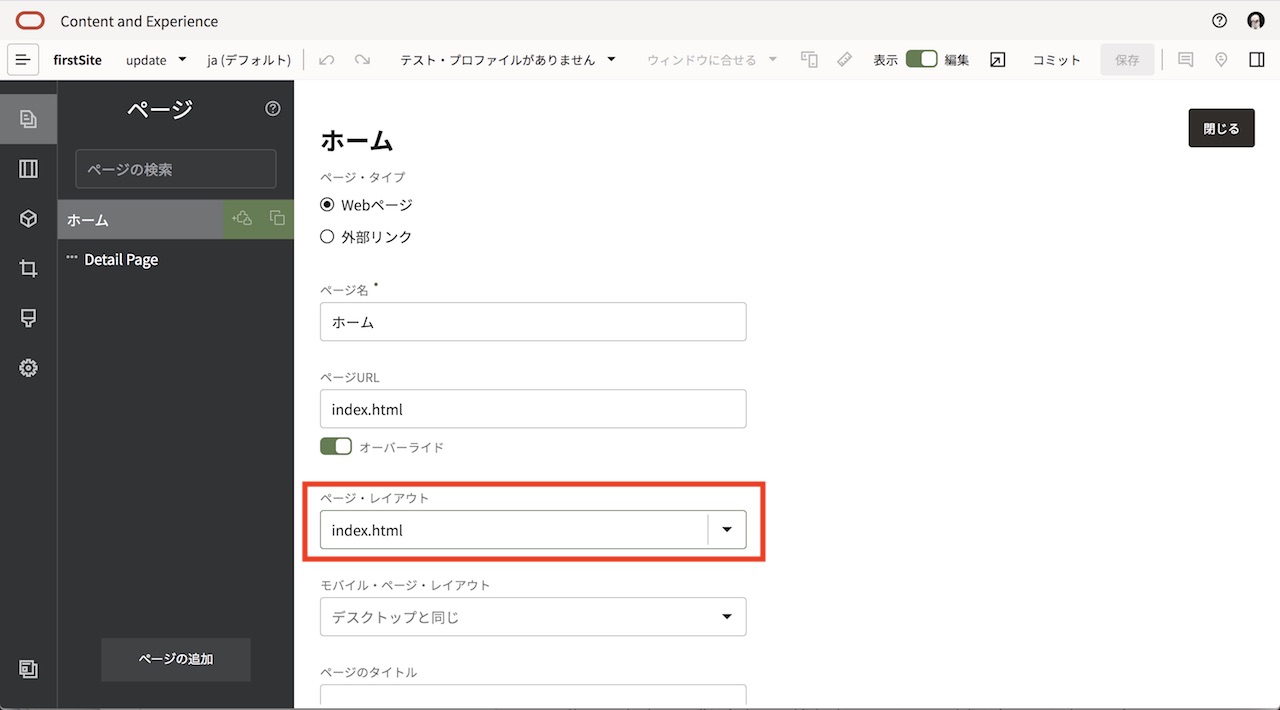 Content and Experience
firstSite update ja (デフォルト) テスト・プロファイルがありません ウィンドウに合せる 表示 編集 コミット 保存
ページ
ページの検索
ホーム
Detail Page
ページの追加
閉じる
ホーム
ページ・タイプ
Webページ
外部リンク
ページ名 *
ホーム
ページURL
index.html
オーバーライド
ページ・レイアウト
index.html
モバイル・ページ・レイアウト
デスクトップと同じ
ページのタイトル